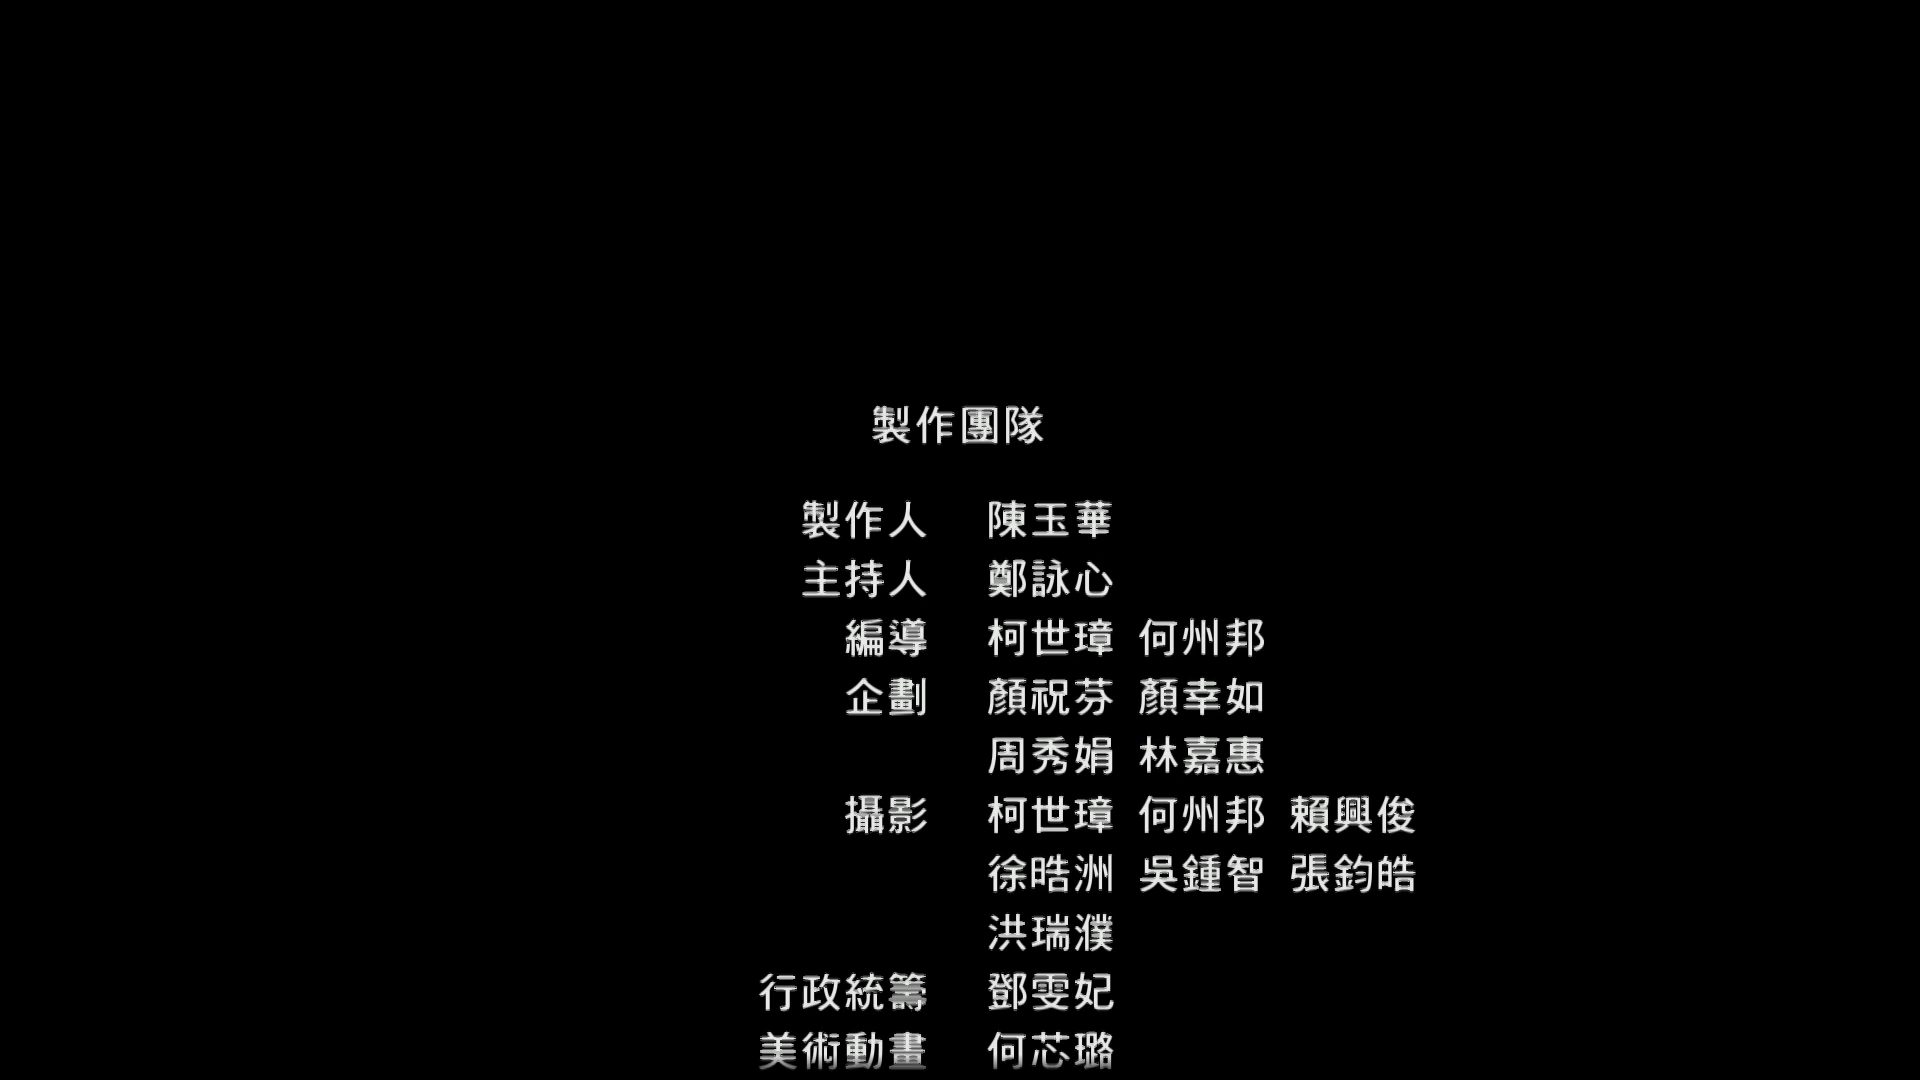 製作團隊
製作人 陳玉華
主持人 鄭詠心
編導 柯世璋 何州邦
企劃 顏祝芬 顏幸如
周秀娟 林嘉惠
攝影 柯世璋 何州邦 賴興俊
徐晧洲 吳鍾智 張鈞皓
洪瑞濮
行政統籌 鄧雯妃
美術動畫 何芯璐